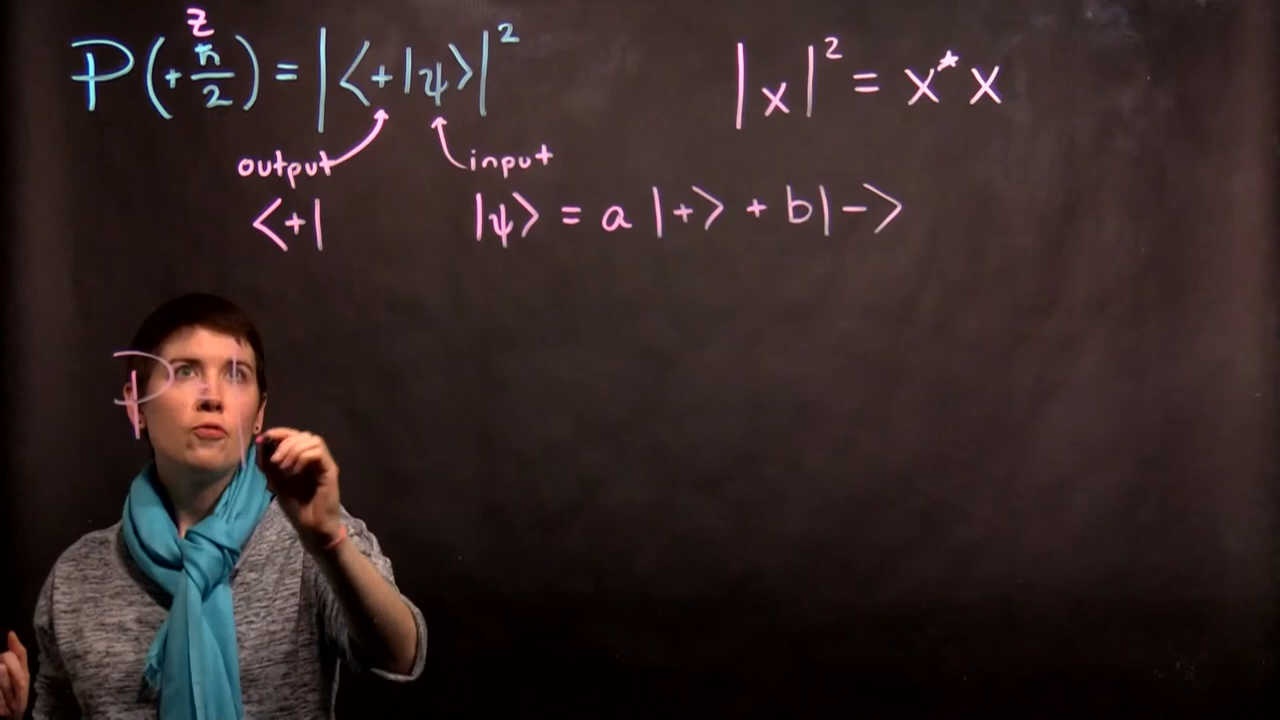 z
P(+ħ/2) = |⟨+|ψ⟩|²
|x|² = x*x
output
input
⟨+|
|ψ⟩ = a|+⟩ + b|-⟩
P = |